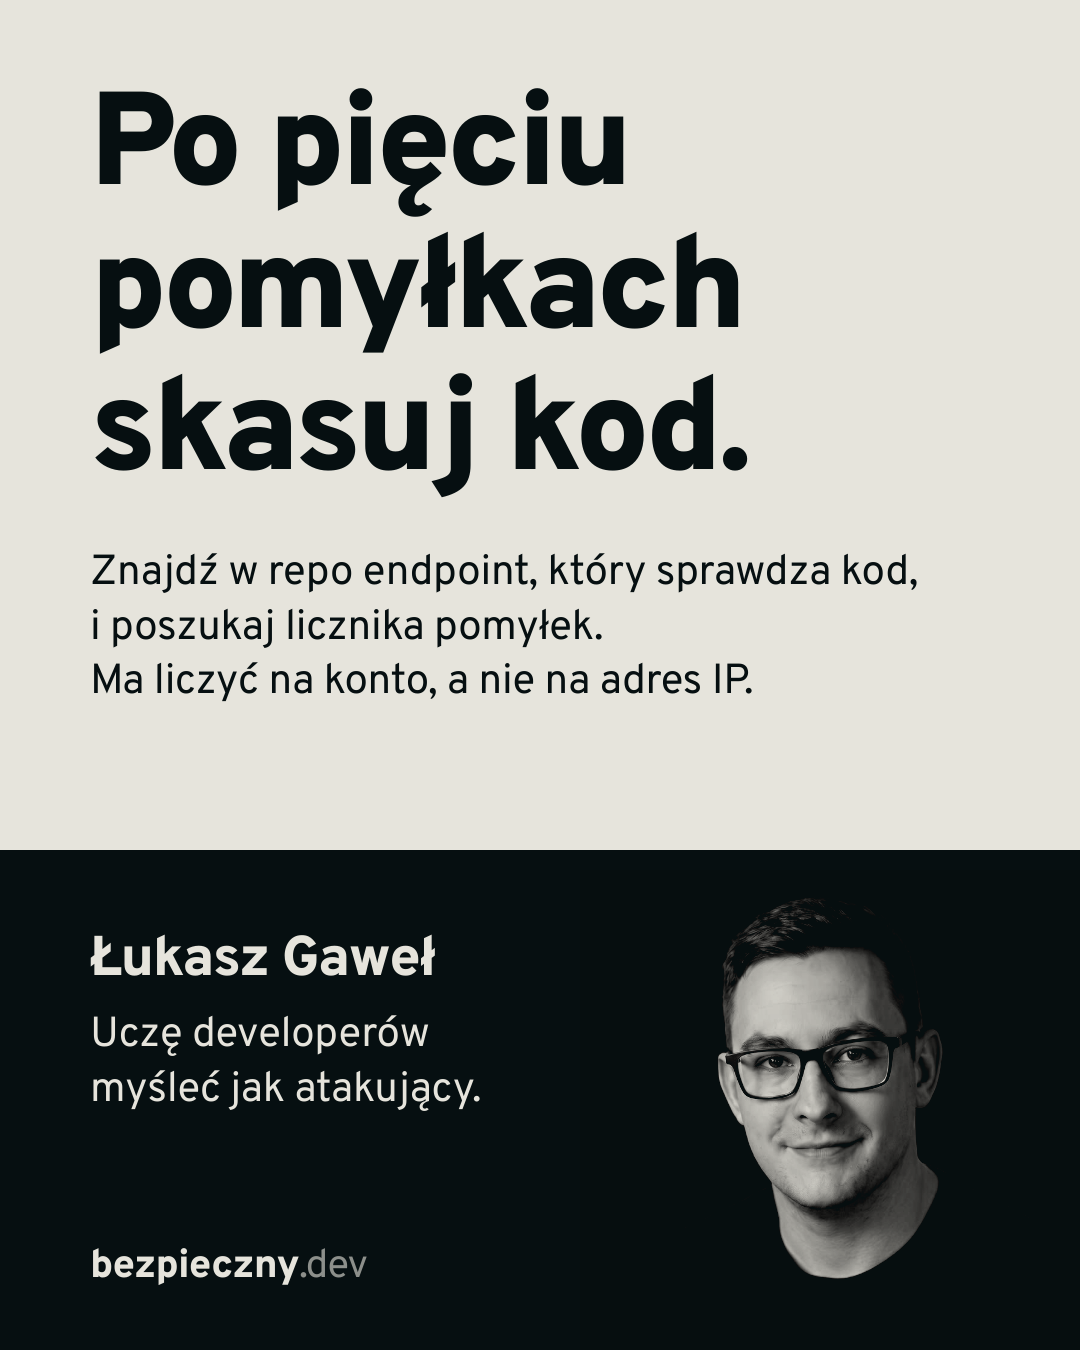 Po pięciu
pomyłkach
skasuj kod.
Znajdź w repo endpoint, który sprawdza kod,
i poszukaj licznika pomyłek.
Ma liczyć na konto, a nie na adres IP.
Łukasz Gaweł
Uczę developerów
myśleć jak atakujący.
bezpieczny.dev